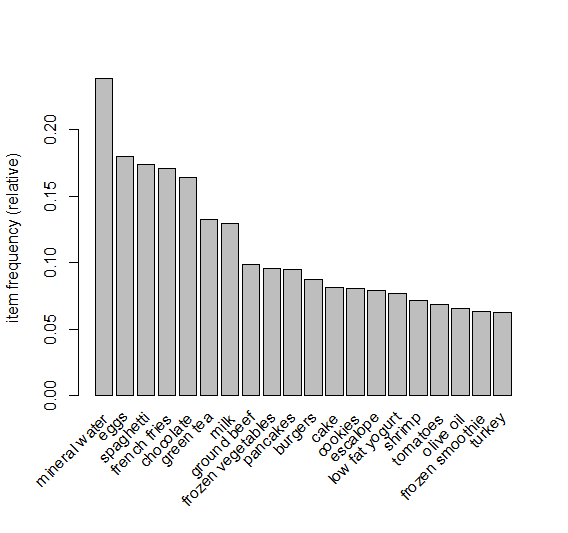 item frequency (relative)
0.20
0.15
0.10
0.05
0.00
mineral water
eggs
spaghetti
french fries
chocolate
green tea
milk
ground beef
frozen vegetables
pancakes
burgers
cake
cookies
escalope
low fat yogurt
shrimp
tomatoes
olive oil
frozen smoothie
turkey